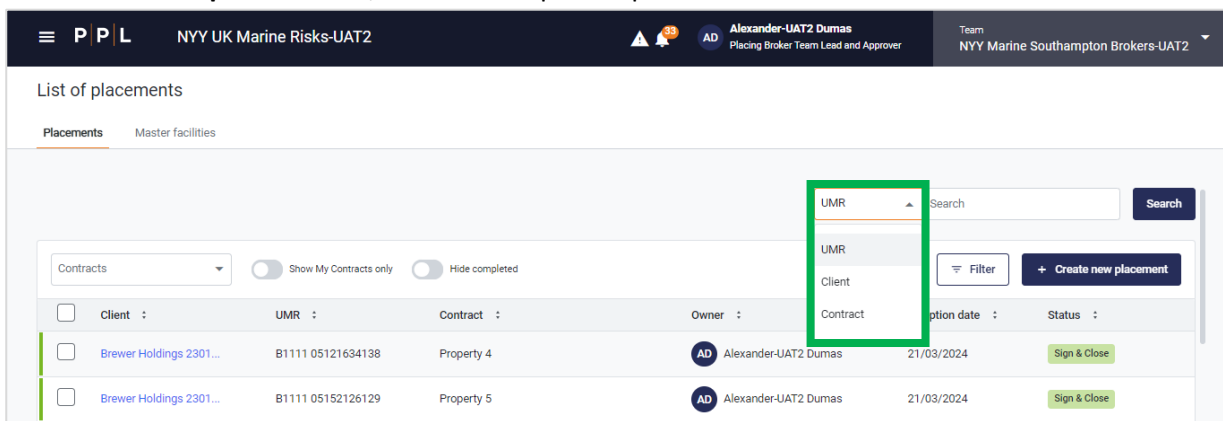 PPL NYY UK Marine Risks-UAT2 33 AD Alexander-UAT2 Dumas Team
Placing Broker Team Lead and Approver NYY Marine Southampton Brokers-UAT2
List of placements
Placements Master facilities
UMR Search Search
UMR
Contracts Show My Contracts only Hide completed Filter + Create new placement
Client
Client UMR Contract Owner Contract ption date Status
Brewer Holdings 2301... B1111 05121634138 Property 4 AD Alexander-UAT2 Dumas 21/03/2024 Sign & Close
Brewer Holdings 2301... B1111 05152126129 Property 5 AD Alexander-UAT2 Dumas 21/03/2024 Sign & Close